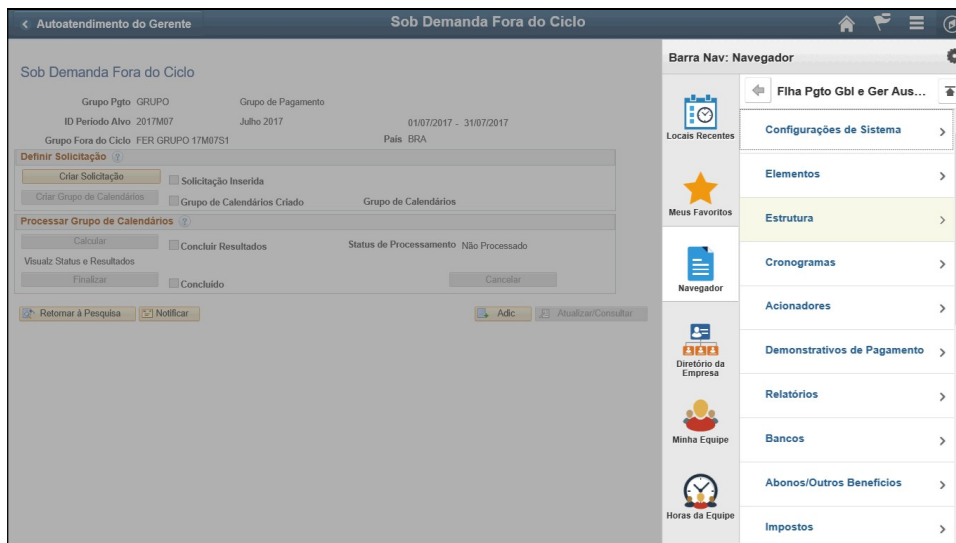 Autoatendimento do Gerente
Sob Demanda Fora do Ciclo
Sob Demanda Fora do Ciclo
Grupo Pgto GRUPO Grupo de Pagamento
ID Período Alvo 2017M07 Julho 2017 01/07/2017 - 31/07/2017
Grupo Fora do Ciclo FER GRUPO 17M07S1 País BRA
Definir Solicitação
Criar Solicitação Solicitação Inserida
Criar Grupo de Calendários Grupo de Calendários Criado Grupo de Calendários
Processar Grupo de Calendários
Calcular Concluir Resultados Status de Processamento Não Processado
Visualz Status e Resultados
Finalizar Concluído Cancelar
Retornar à Pesquisa Notificar Adic Atualizar/Consultar
Barra Nav: Navegador
Locais Recentes
Meus Favoritos
Navegador
Diretório da
Empresa
Minha Equipe
Horas da Equipe
Flha Pgto Gbl e Ger Aus...
Configurações de Sistema
Elementos
Estrutura
Cronogramas
Acionadores
Demonstrativos de Pagamento
Relatórios
Bancos
Abonos/Outros Benefícios
Impostos